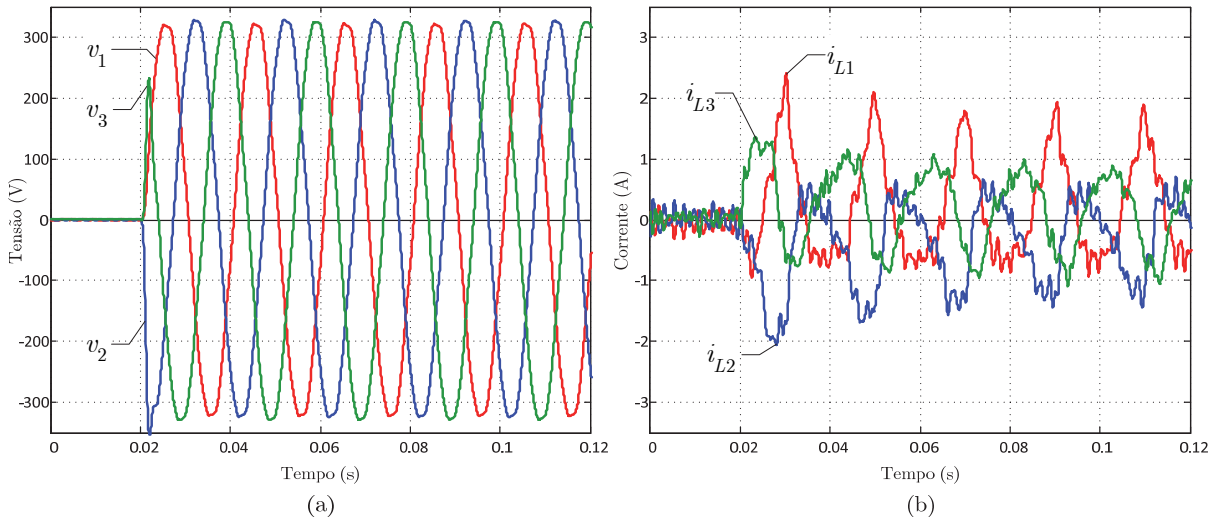 300
200
100
0
-100
-200
-300
Tensão (V)
v1
v3
v2
0
0.02
0.04
0.06
0.08
0.10
0.12
Tempo (s)
(a)
3
2
1
0
-1
-2
-3
Corrente (A)
iL1
iL3
iL2
0
0.02
0.04
0.06
0.08
0.1
0.12
Tempo (s)
(b)